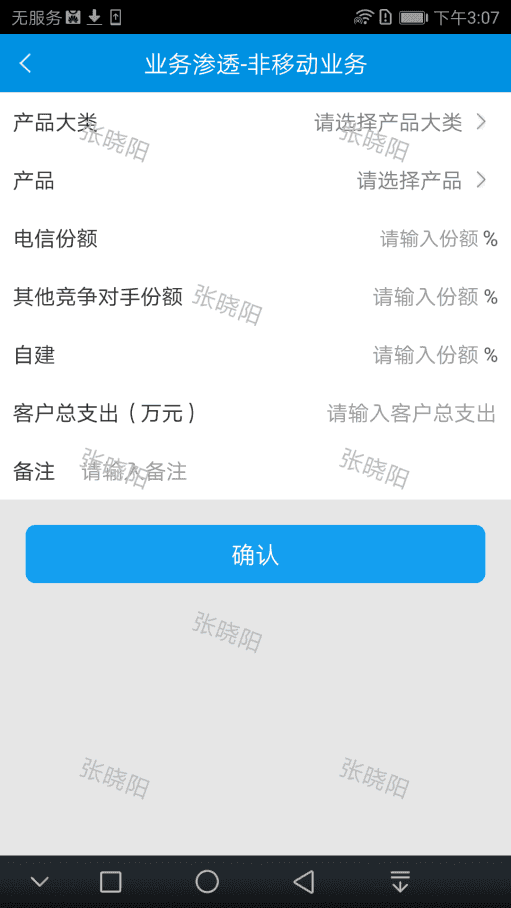 无服务 下午3:07
业务渗透-非移动业务
产品大类 请选择产品大类
张晓阳 张晓阳
产品 请选择产品
电信份额 请输入份额 %
其他竞争对手份额 请输入份额 %
张晓阳
自建 请输入份额 %
客户总支出（万元） 请输入客户总支出
备注 请输入备注
张晓阳 张晓阳
确认
张晓阳
张晓阳 张晓阳